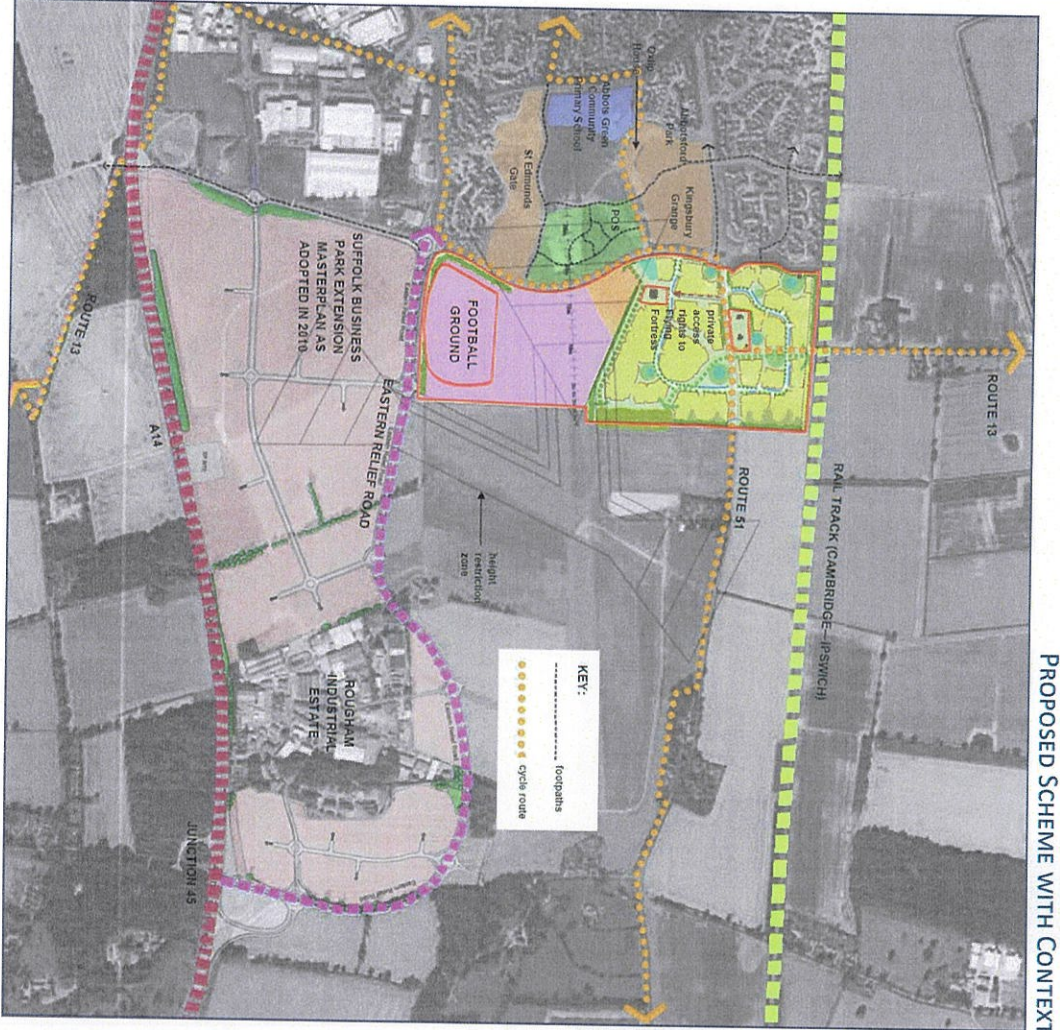 PROPOSED SCHEME WITH CONTEXT
ROUTE 13
RAIL TRACK (CAMBRIDGE—IPSWICH)
ROUTE 51
private
access
rights to
Flying
Fortress
Abbotsford
Park
Kingsbury
Grange
POS
Abbots Green
Community
Primary School
St Edmunds
Gate
FOOTBALL
GROUND
height
restriction
zone
KEY:
footpaths
cycle route
EASTERN RELIEF ROAD
SUFFOLK BUSINESS
PARK EXTENSION
MASTERPLAN AS
ADOPTED IN 2010
ROUGHAM
INDUSTRIAL
ESTATE
A14
ROUTE 13
JUNCTION 45